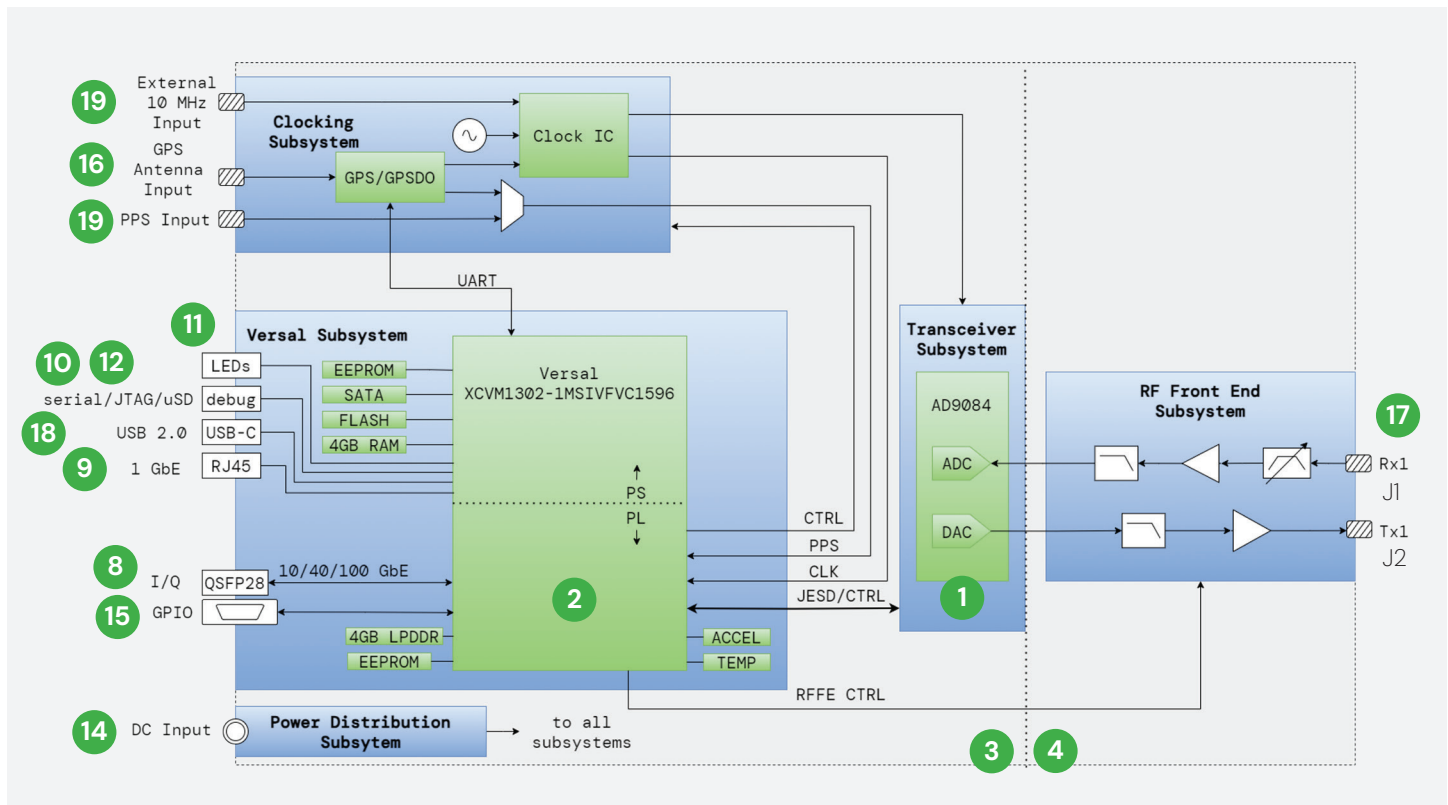 External
10 MHz
Input
19
Clocking
Subsystem
Clock IC
GPS
Antenna
Input
16
GPS/GPSDO
19
PPS Input
UART
11
Versal Subsystem
Transceiver
Subsystem
10
12
LEDs
EEPROM
SATA
FLASH
4GB RAM
Versal
XCVM1302-1MSIVFVC1596
serial/JTAG/uSD
debug
18
USB 2.0
USB-C
9
1 GbE
RJ45
PS
PL
AD9084
ADC
DAC
1
RF Front End
Subsystem
17
Rx1
J1
Tx1
J2
CTRL
PPS
CLK
JESD/CTRL
8
I/Q
QSFP28
10/40/100 GbE
15
GPIO
2
4GB LPDDR
EEPROM
ACCEL
TEMP
RFFE CTRL
14
DC Input
Power Distribution
Subsytem
to all
subsystems
3
4